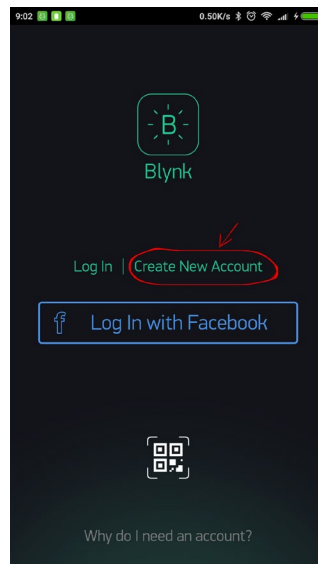 9:02 0.50K/s
B
Blynk
Log In | Create New Account
f Log In with Facebook
Why do I need an account?